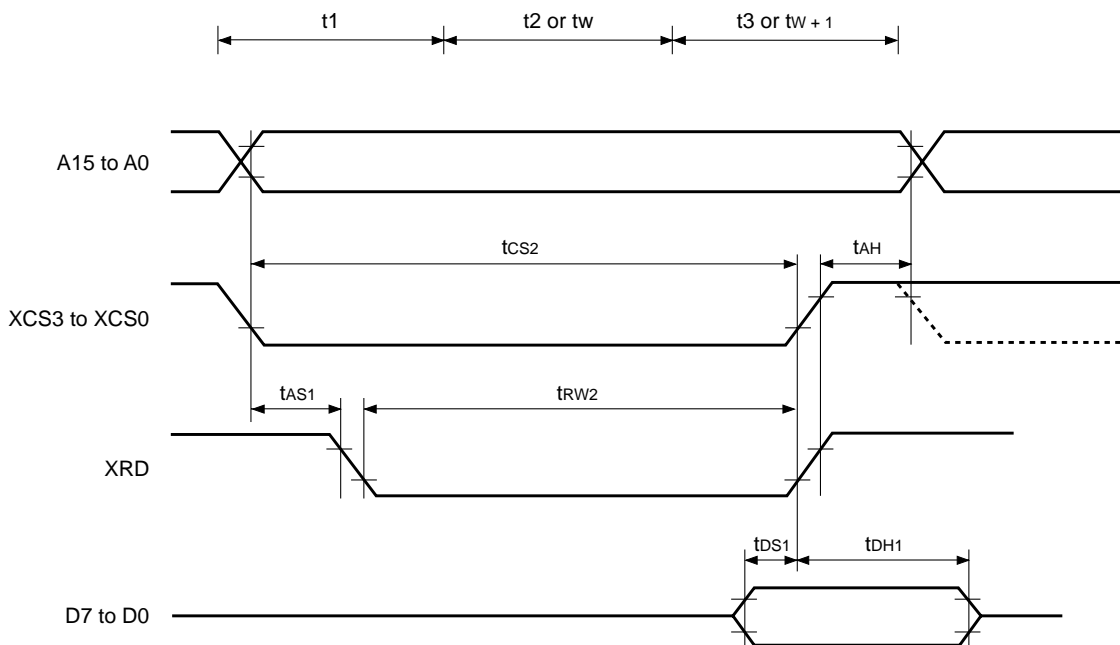 t1 t2 or tw t3 or tW + 1
A15 to A0
tCS2 tAH
XCS3 to XCS0
tAS1 tRW2
XRD
tDS1 tDH1
D7 to D0